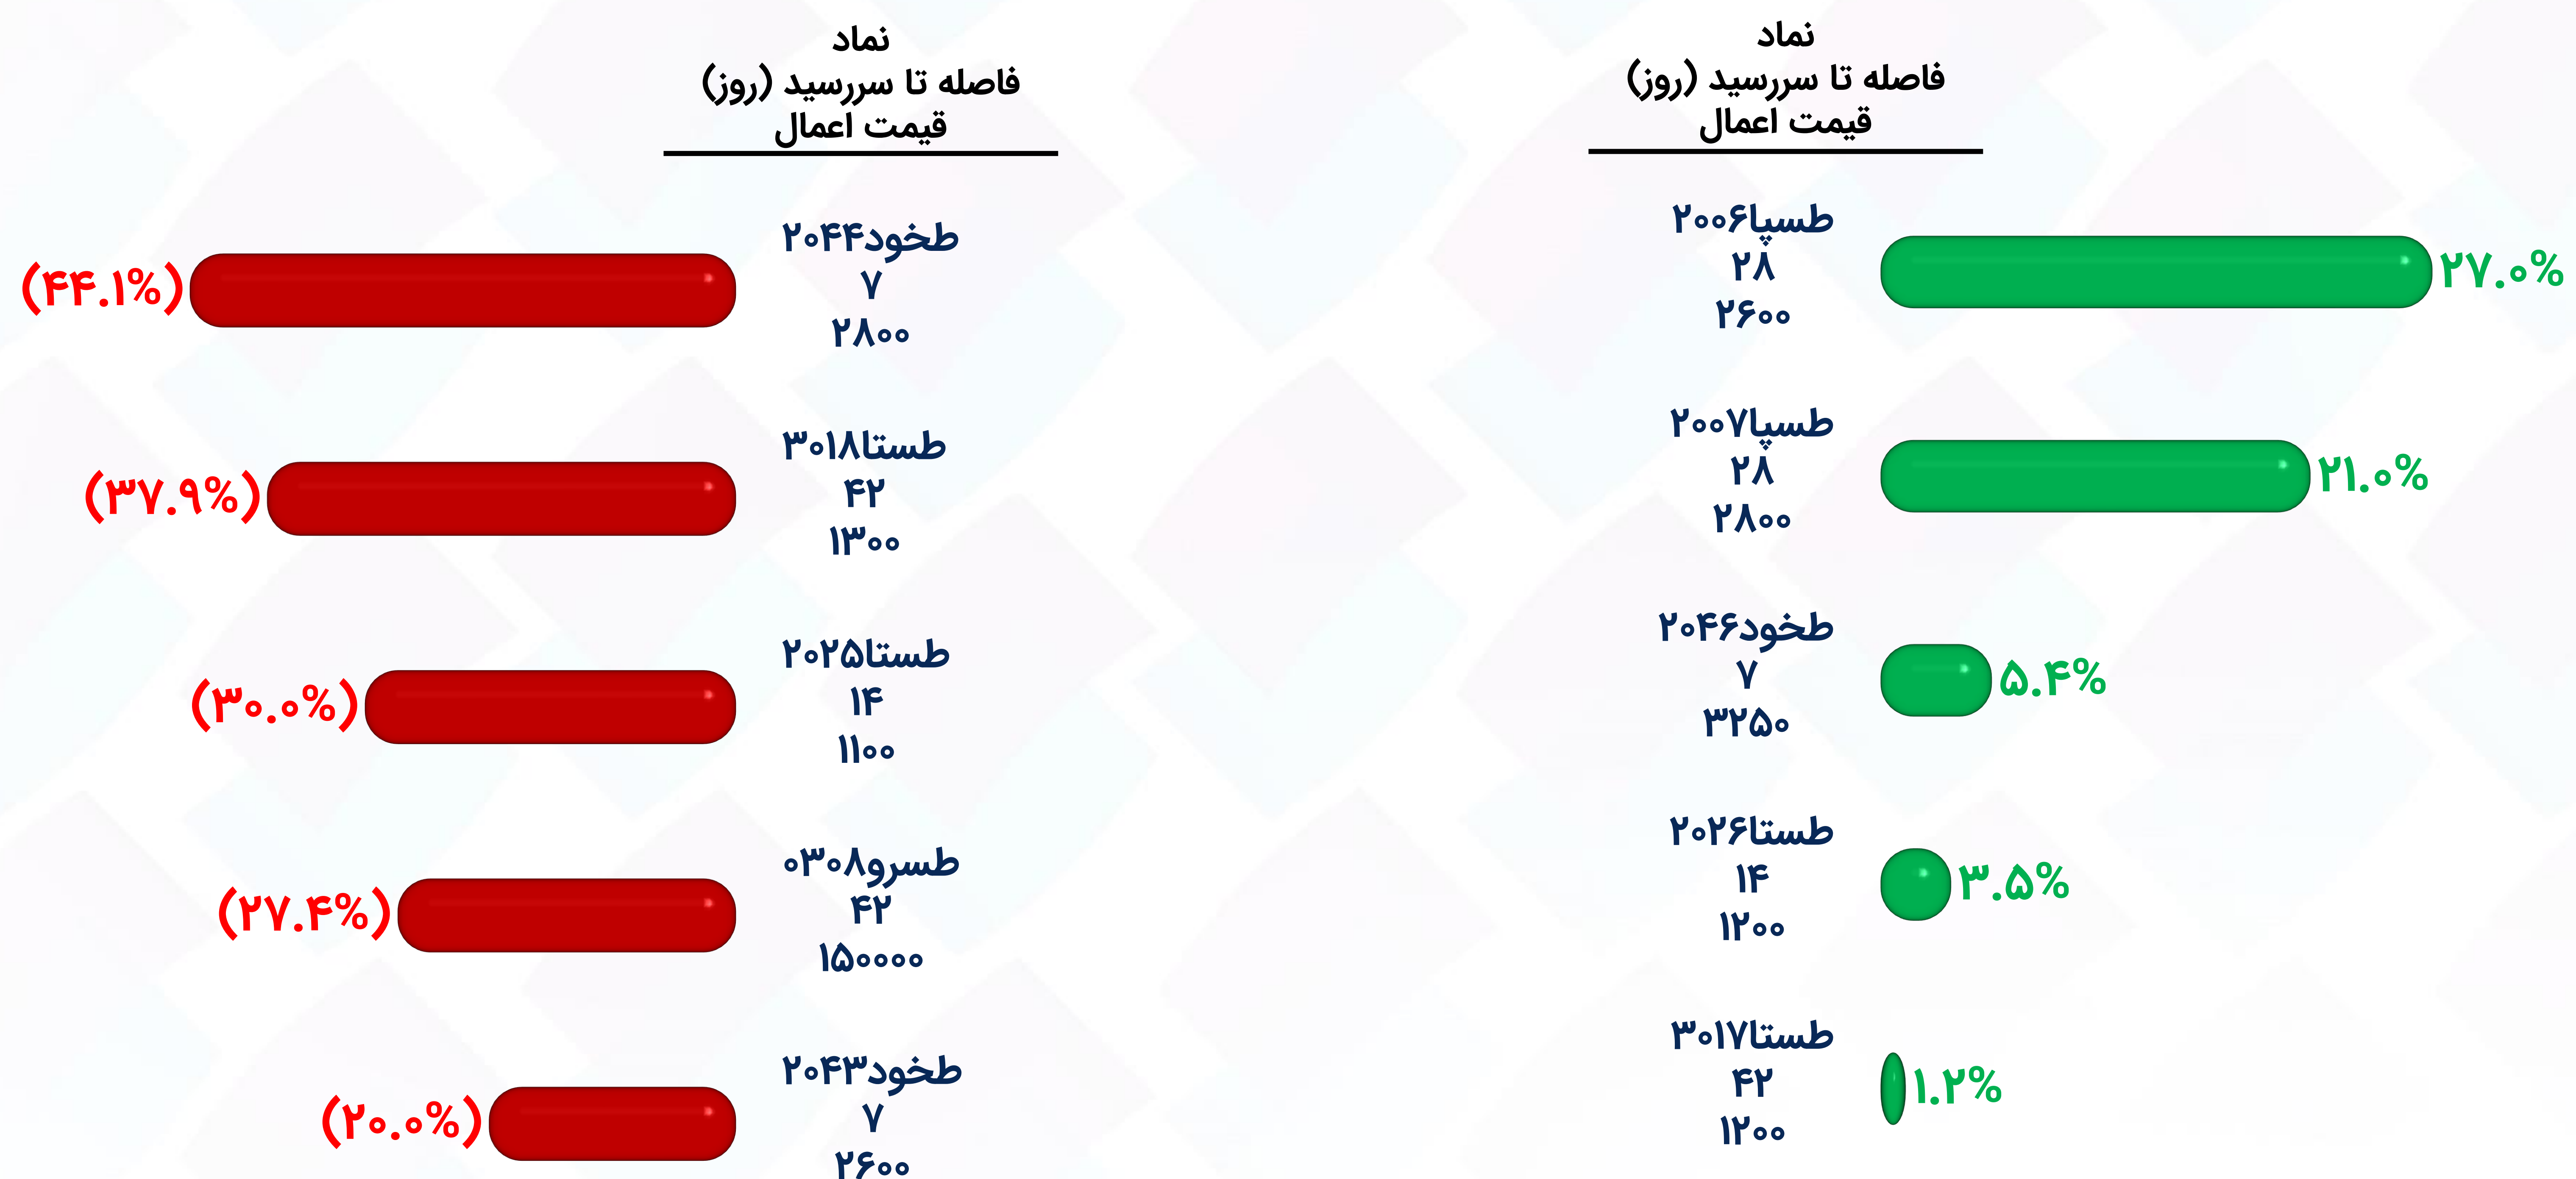 نماد
فاصله تا سررسید (روز)
قیمت اعمال
طسپا۲۰۰۶
۲۸
۲۶۰۰
۲۷.۰%
طسپا۲۰۰۷
۲۸
۲۸۰۰
۲۱.۰%
طخود۲۰۴۶
۷
۳۲۵۰
۵.۴%
طستا۲۰۲۶
۱۴
۱۲۰۰
۳.۵%
طستا۳۰۱۷
۴۲
۱۲۰۰
۱.۲%
نماد
فاصله تا سررسید (روز)
قیمت اعمال
طخود۲۰۴۴
۷
۲۸۰۰
(۴۴.۱%)
طستا۳۰۱۸
۴۲
۱۳۰۰
(۳۷.۹%)
طستا۲۰۲۵
۱۴
۱۱۰۰
(۳۰.۰%)
طسرو۰۳۰۸
۴۲
۱۵۰۰۰۰
(۲۷.۴%)
طخود۲۰۴۳
۷
۲۶۰۰
(۲۰.۰%)